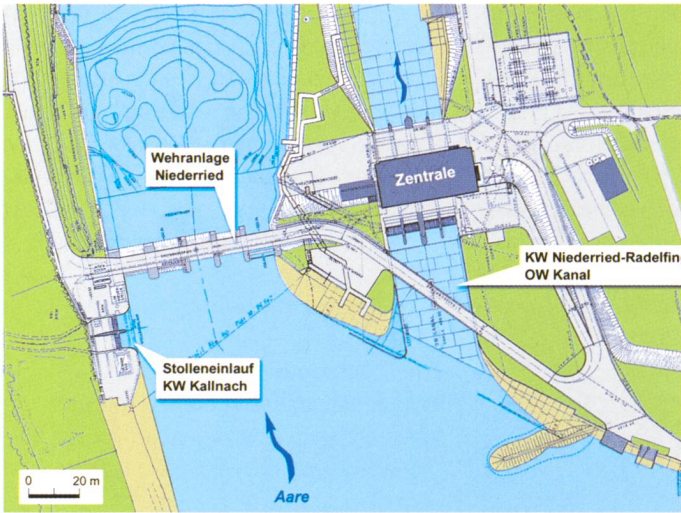 Wehranlage
Niederried
Zentrale
KW Niederried-Radelfin
OW Kanal
Stolleneinlauf
KW Kallnach
0 20 m
Aare